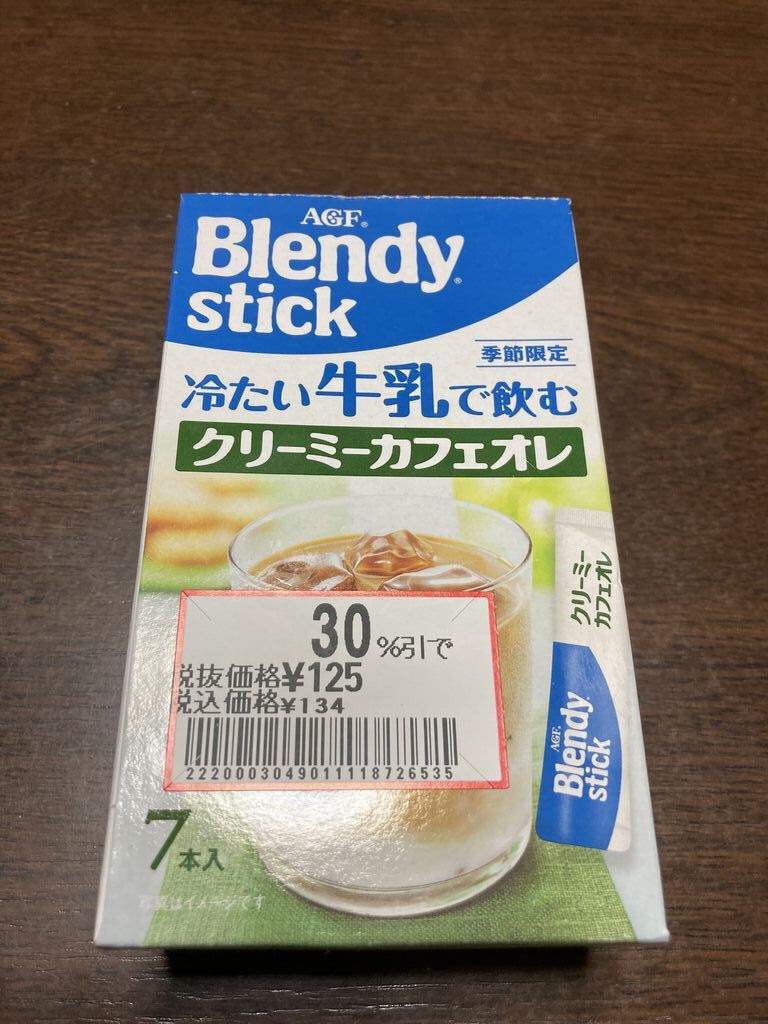 AGF®
Blendy®
stick
季節限定
冷たい牛乳で飲む
クリーミーカフェオレ
クリーミー
カフェオレ
AGF
Blendy
stick
30%引で
税抜価格¥125
税込価格¥134
2220003049011118726535
7本入
写真はイメージです